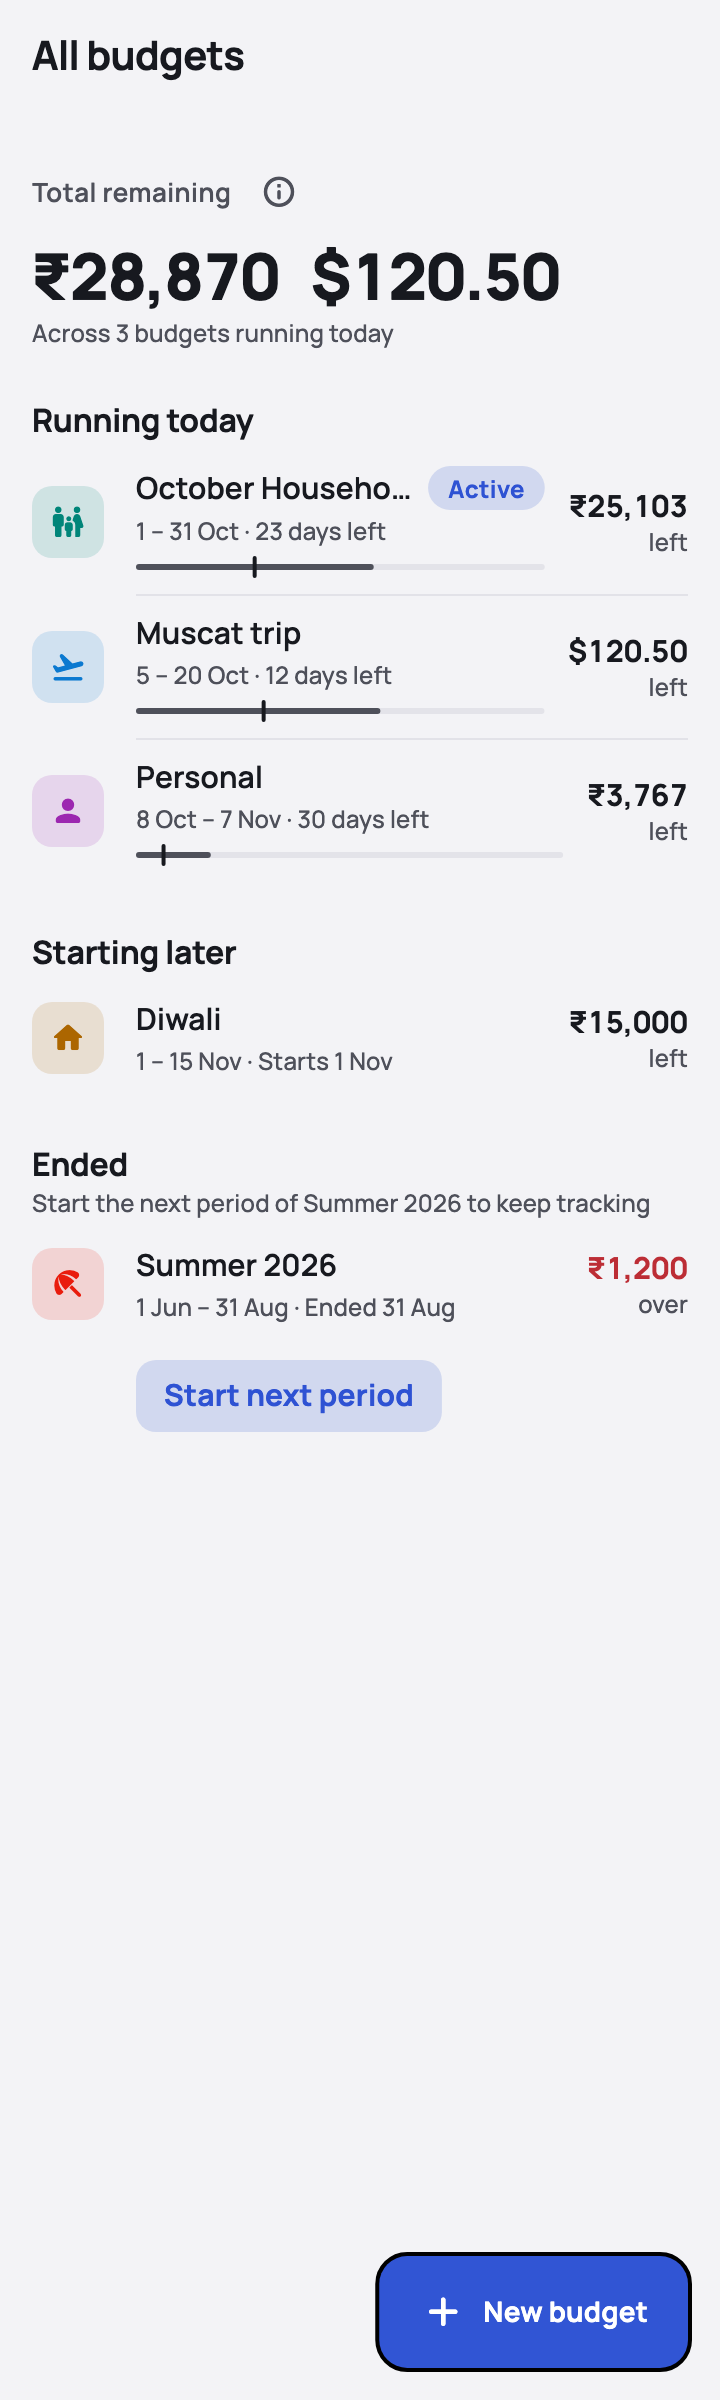 All budgets
Total remaining
₹28,870 $120.50
Across 3 budgets running today
Running today
October Househo… Active
₹25,103
1 – 31 Oct · 23 days left
left
Muscat trip
$120.50
5 – 20 Oct · 12 days left
left
Personal
₹3,767
8 Oct – 7 Nov · 30 days left
left
Starting later
Diwali
₹15,000
1 – 15 Nov · Starts 1 Nov
left
Ended
Start the next period of Summer 2026 to keep tracking
Summer 2026
₹1,200
1 Jun – 31 Aug · Ended 31 Aug
over
Start next period
New budget